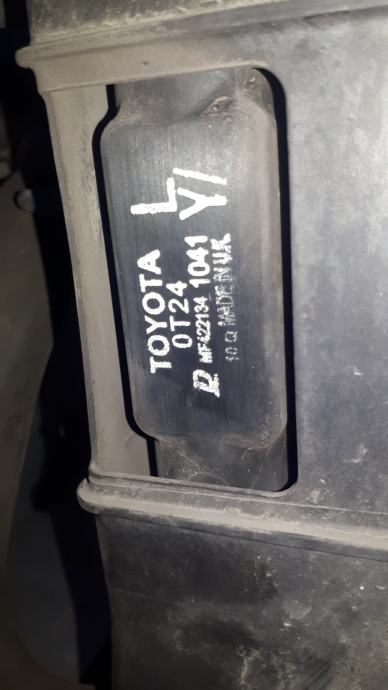 TOYOTA L
0T24 Y/
MF422134 1041
10 Q MADE IN UK